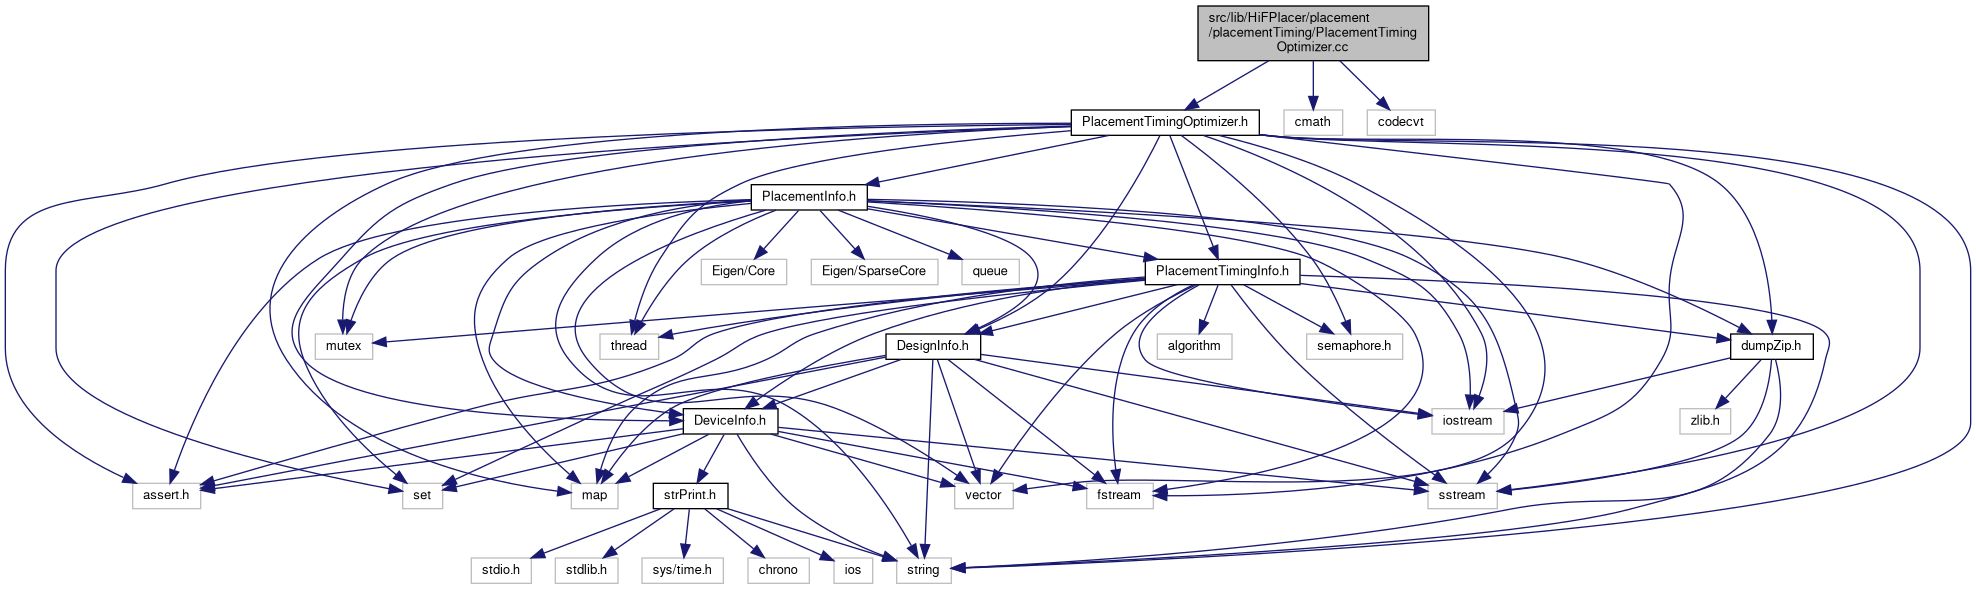 src/lib/HiFPlacer/placement
/placementTiming/PlacementTiming
Optimizer.cc
PlacementTimingOptimizer.h
cmath
codecvt
PlacementInfo.h
Eigen/Core
Eigen/SparseCore
queue
PlacementTimingInfo.h
mutex
thread
DesignInfo.h
algorithm
semaphore.h
dumpZip.h
DeviceInfo.h
iostream
zlib.h
assert.h
set
map
strPrint.h
vector
fstream
sstream
stdio.h
stdlib.h
sys/time.h
chrono
ios
string